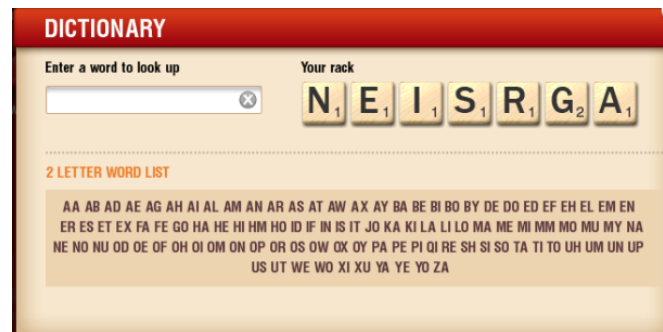 DICTIONARY
Enter a word to look up
Your rack
N1 E1 I1 S1 R1 G2 A1
2 LETTER WORD LIST
AA AB AD AE AG AH AI AL AM AN AR AS AT AW AX AY BA BE BI BO BY DE DO ED EF EH EL EM EN
ER ES ET EX FA FE GO HA HE HI HM HO ID IF IN IS IT JO KA KI LA LI LO MA ME MI MM MO MU MY NA
NE NO NU OD OE OF OH OI OM ON OP OR OS OW OX OY PA PE PI QI RE SH SI SO TA TI TO UH UM UN UP
US UT WE WO XI XU YA YE YO ZA